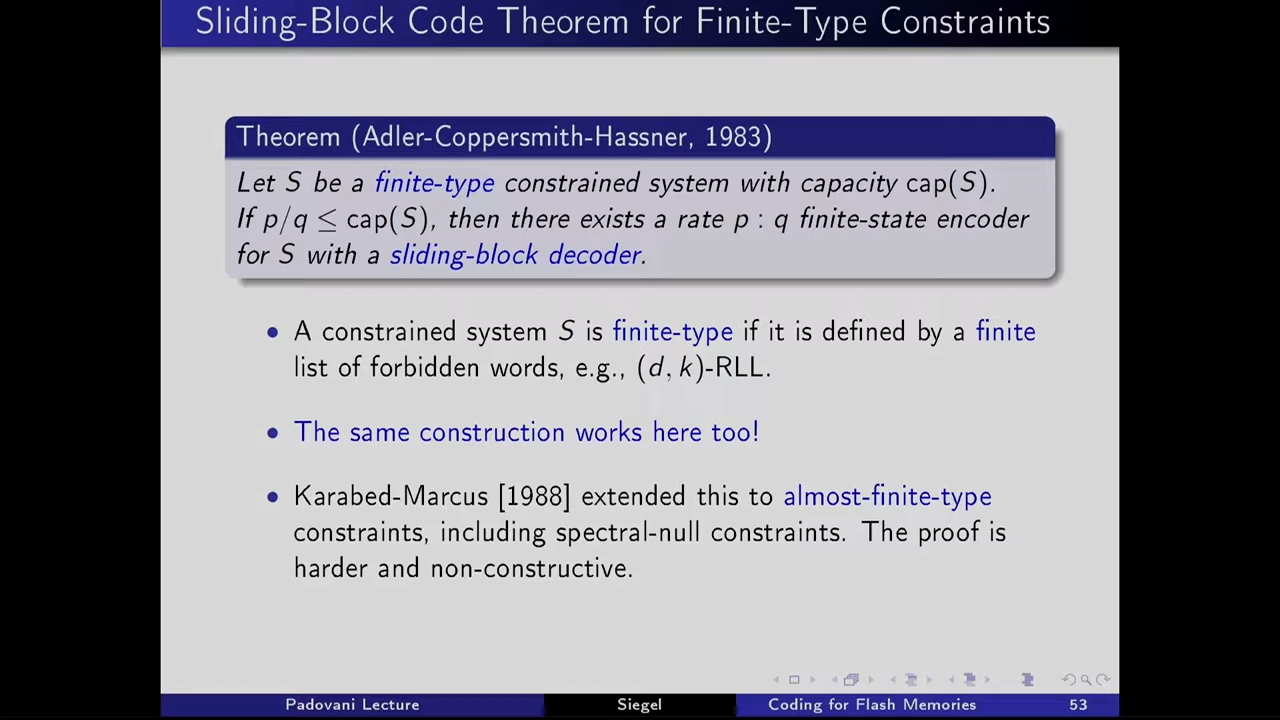 Sliding-Block Code Theorem for Finite-Type Constraints
Theorem (Adler-Coppersmith-Hassner, 1983)
Let S be a finite-type constrained system with capacity cap(S).
If p/q ≤ cap(S), then there exists a rate p : q finite-state encoder
for S with a sliding-block decoder.
• A constrained system S is finite-type if it is defined by a finite
list of forbidden words, e.g., (d, k)-RLL.
• The same construction works here too!
• Karabed-Marcus [1988] extended this to almost-finite-type
constraints, including spectral-null constraints. The proof is
harder and non-constructive.
Padovani Lecture Siegel Coding for Flash Memories 53